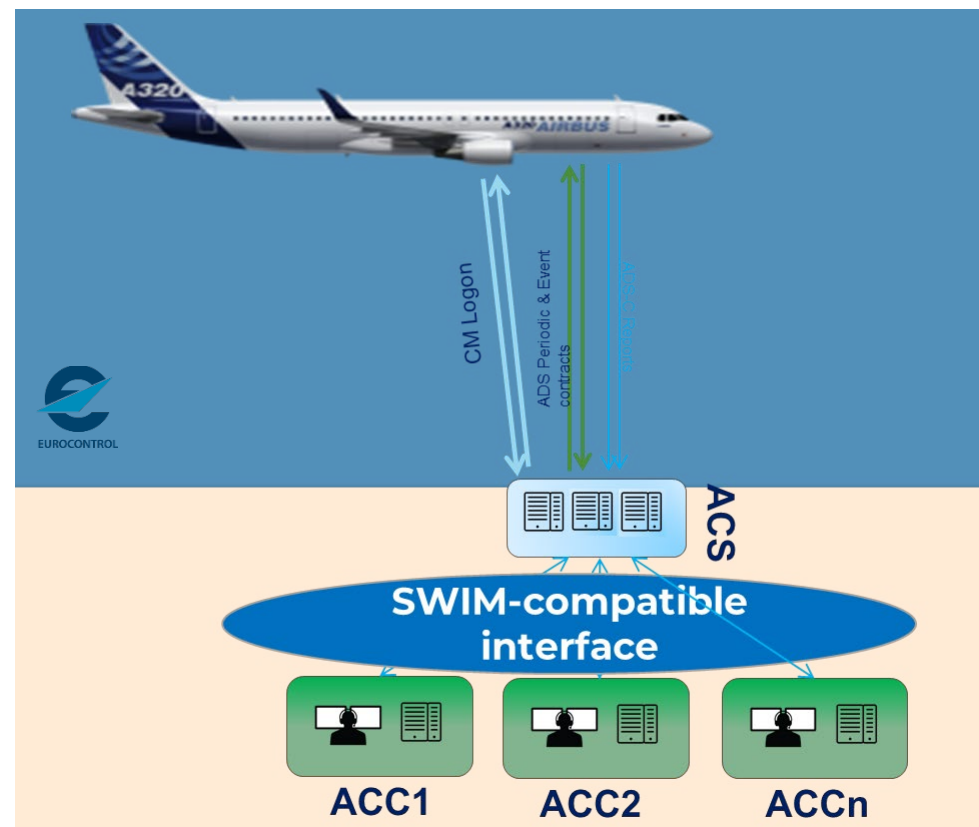 A320
AIRBUS
CM Logon
ADS Periodic & Event
contracts
EUROCONTROL
ACS
SWIM-compatible
interface
ACC1
ACC2
ACCn